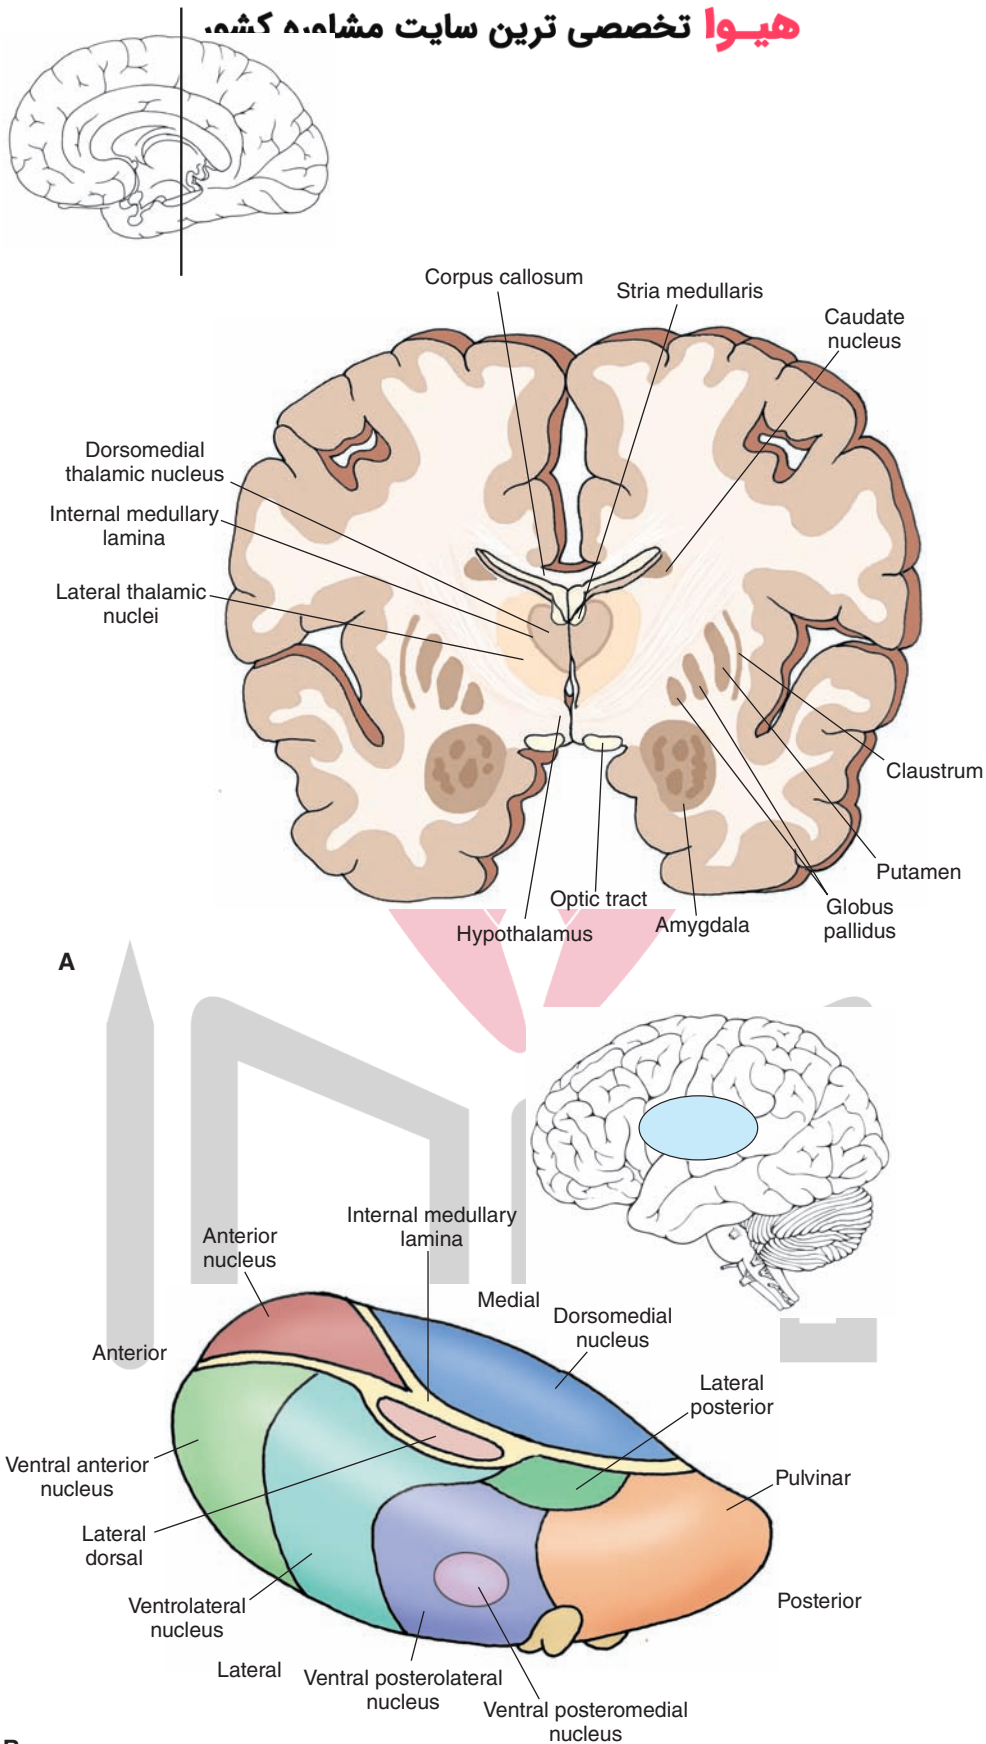 هیوا تخصصی ترین سایت مشاوره کشور
Corpus callosum
Stria medullaris
Caudate
nucleus
Dorsomedial
thalamic nucleus
Internal medullary
lamina
Lateral thalamic
nuclei
Claustrum
Putamen
Globus
pallidus
Optic tract
Amygdala
Hypothalamus
A
Internal medullary
lamina
Anterior
nucleus
Medial
Dorsomedial
nucleus
Anterior
Lateral
posterior
Ventral anterior
nucleus
Pulvinar
Lateral
dorsal
Posterior
Ventrolateral
nucleus
Lateral
Ventral posterolateral
nucleus
Ventral posteromedial
nucleus
B